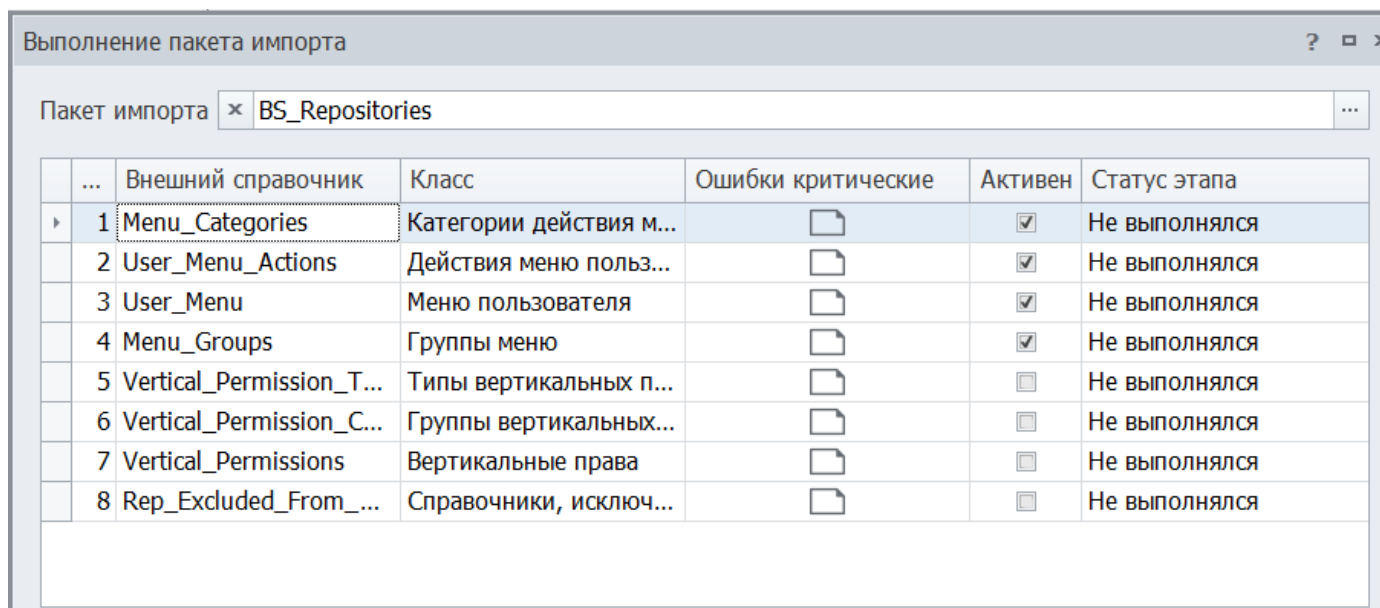 Выполнение пакета импорта ?
Пакет импорта × BS_Repositories ...
... Внешний справочник Класс Ошибки критические Активен Статус этапа
1 Menu_Categories Категории действия м... Не выполнялся
2 User_Menu_Actions Действия меню польз... Не выполнялся
3 User_Menu Меню пользователя Не выполнялся
4 Menu_Groups Группы меню Не выполнялся
5 Vertical_Permission_T... Типы вертикальных п... Не выполнялся
6 Vertical_Permission_C... Группы вертикальных... Не выполнялся
7 Vertical_Permissions Вертикальные права Не выполнялся
8 Rep_Excluded_From_... Справочники, исключ... Не выполнялся